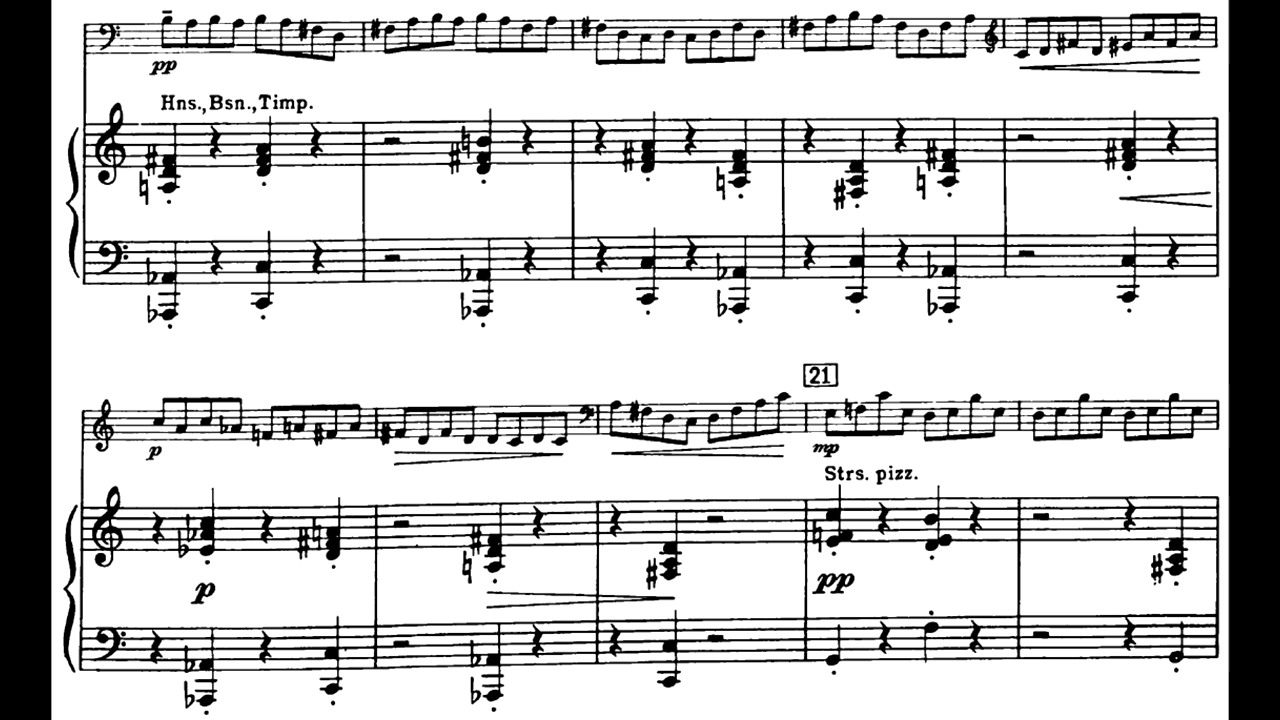 pp
Hns., Bsn., Timp.
21
p
mp
Strs. pizz.
p
pp